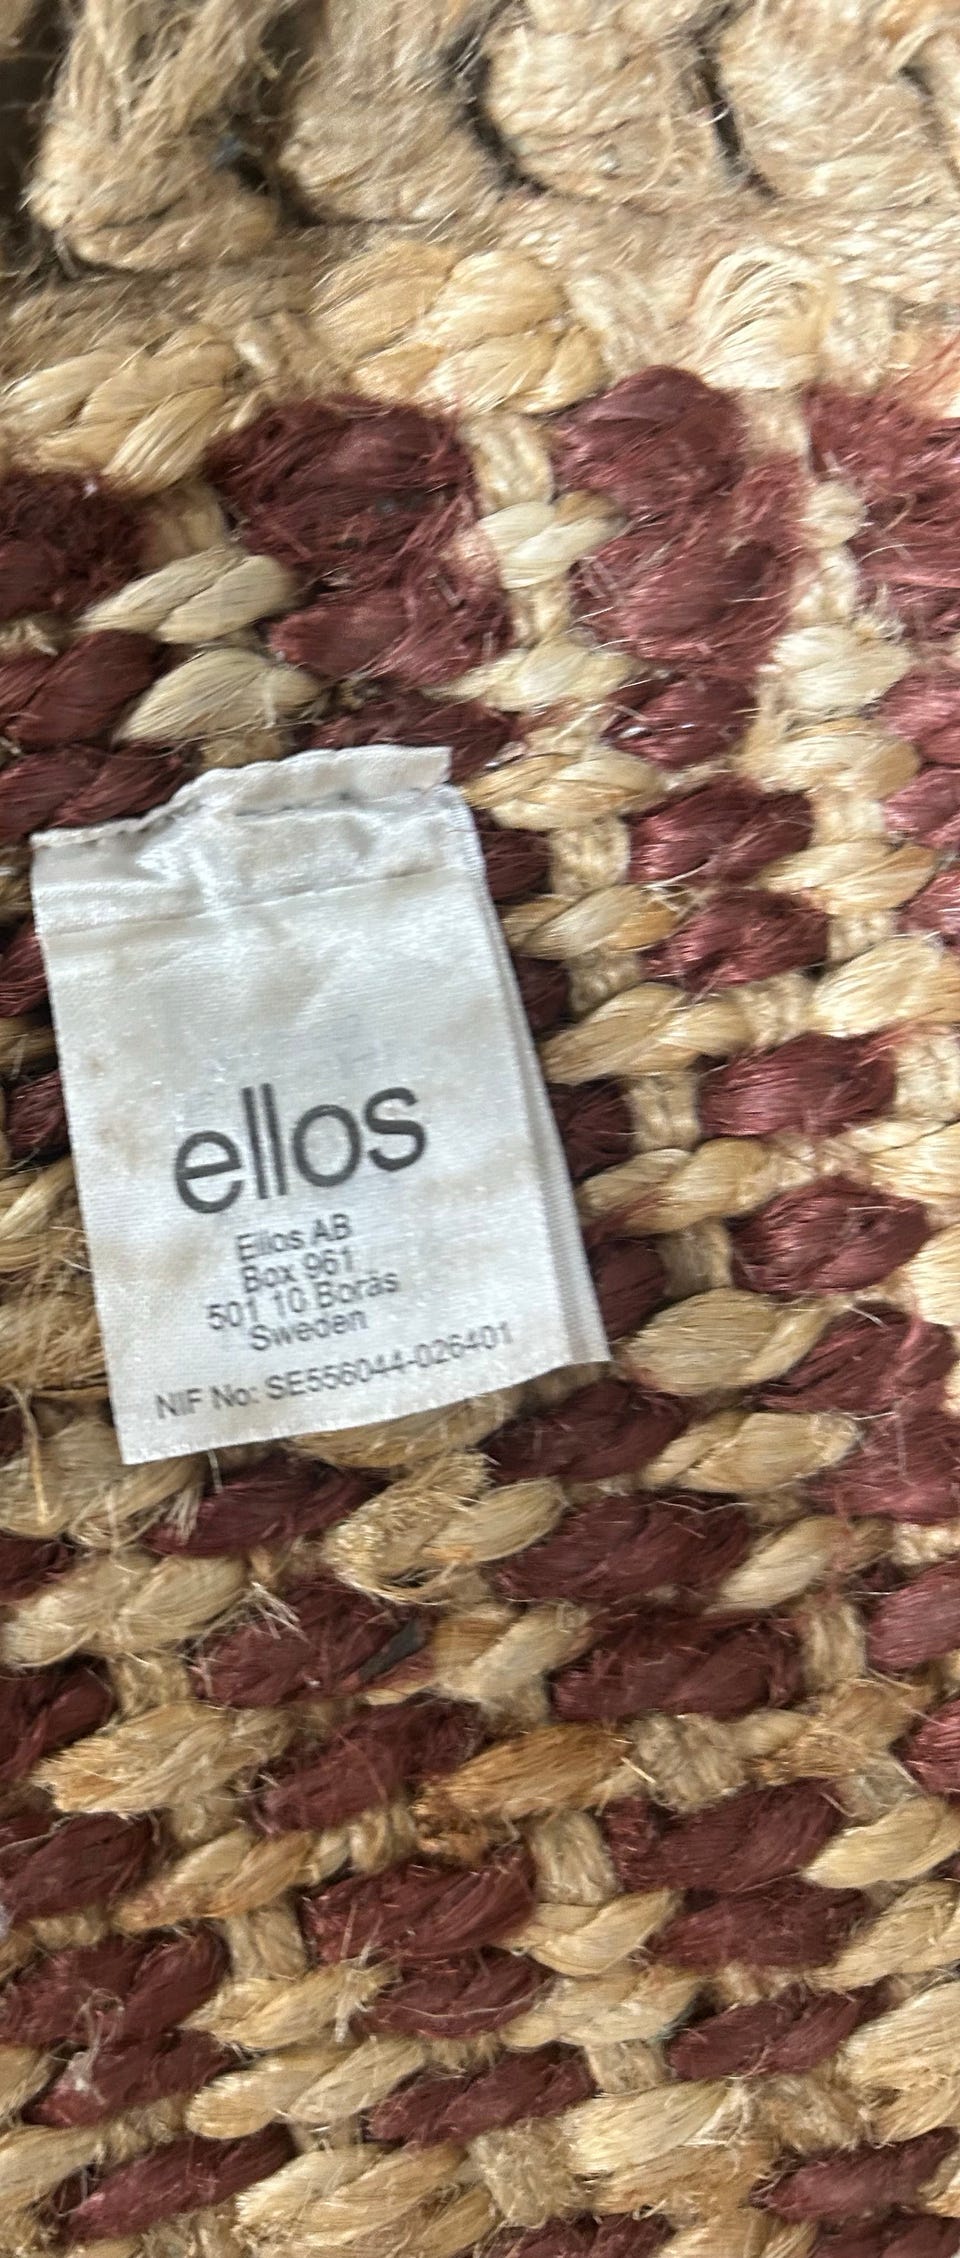 ellos
Ellos AB
Box 961
501 10 Borås
Sweden
NIF No: SE556044-026401